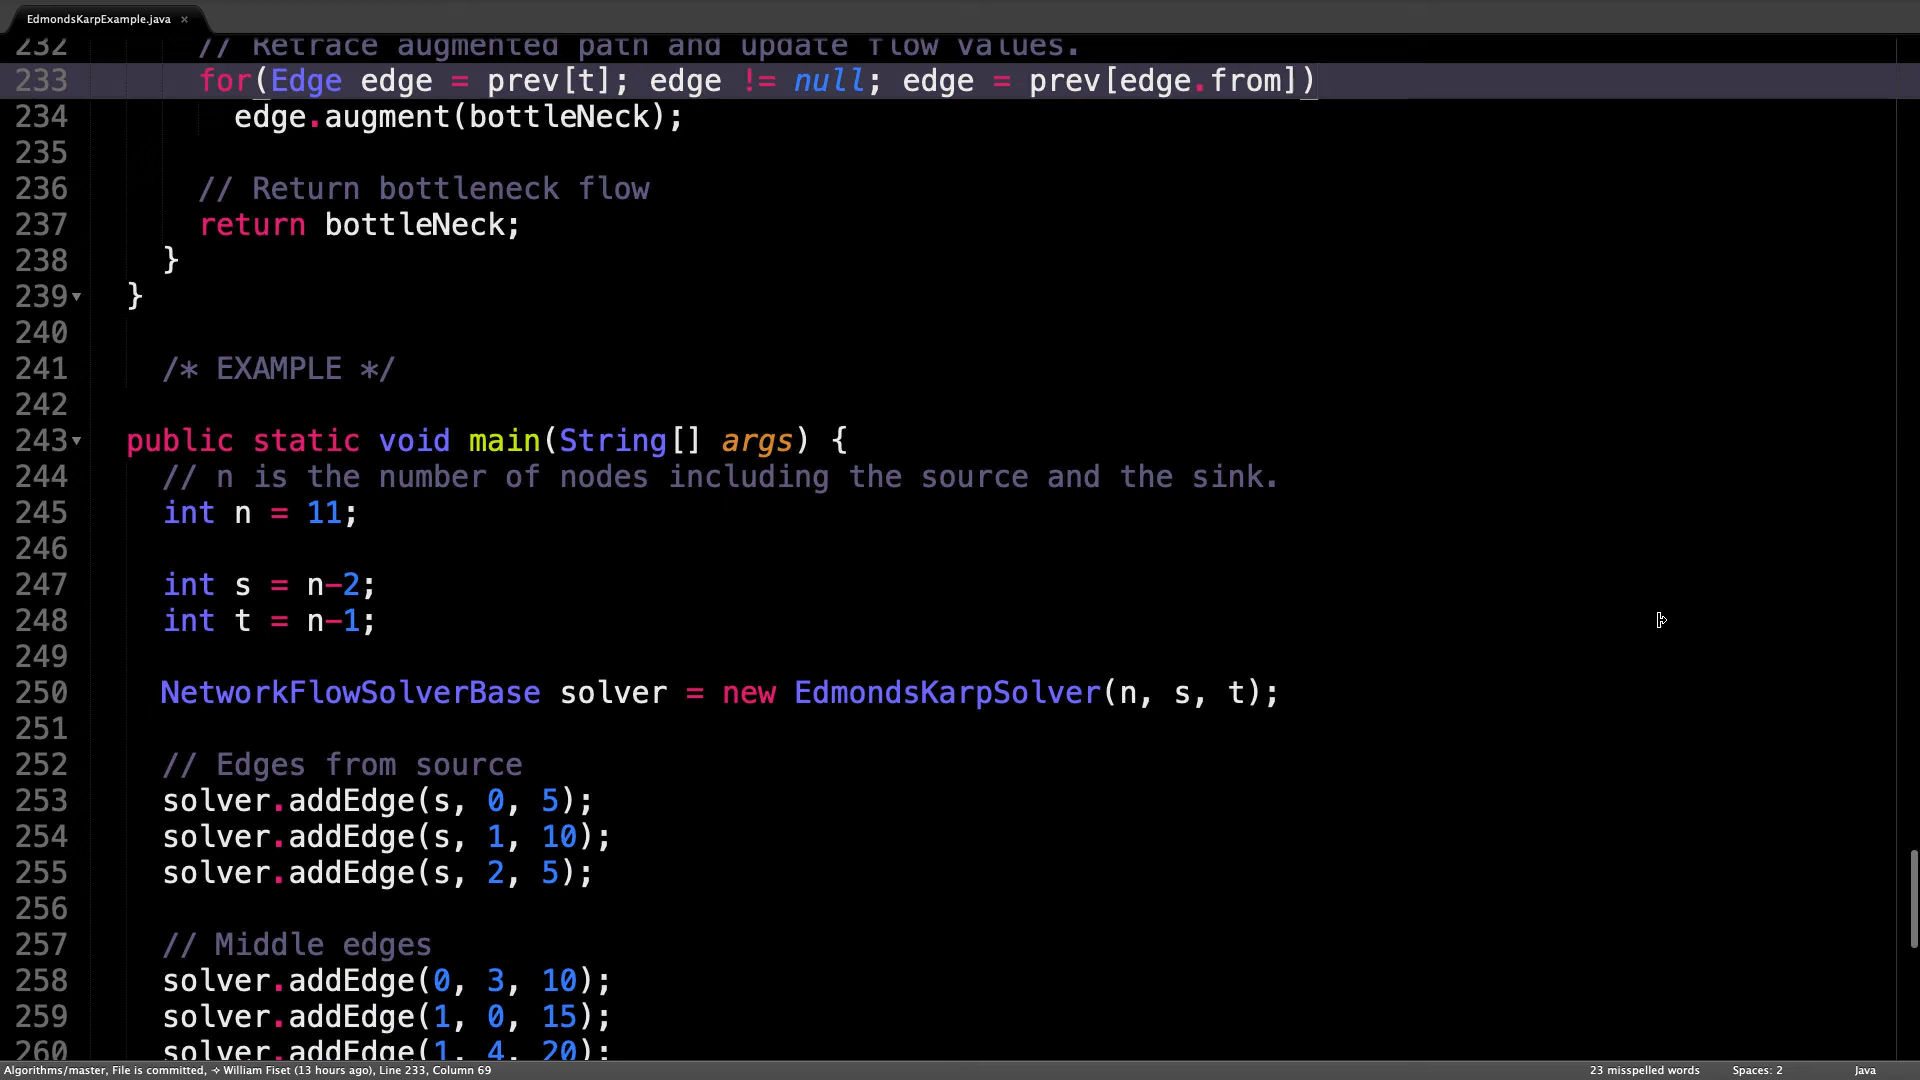 EdmondsKarpExample.java ×
232 // Retrace augmented path and update flow values.
233 for(Edge edge = prev[t]; edge != null; edge = prev[edge.from])
234 edge.augment(bottleNeck);
235
236 // Return bottleneck flow
237 return bottleNeck;
238 }
239 }
240
241 /* EXAMPLE */
242
243 public static void main(String[] args) {
244 // n is the number of nodes including the source and the sink.
245 int n = 11;
246
247 int s = n-2;
248 int t = n-1;
249
250 NetworkFlowSolverBase solver = new EdmondsKarpSolver(n, s, t);
251
252 // Edges from source
253 solver.addEdge(s, 0, 5);
254 solver.addEdge(s, 1, 10);
255 solver.addEdge(s, 2, 5);
256
257 // Middle edges
258 solver.addEdge(0, 3, 10);
259 solver.addEdge(1, 0, 15);
260 solver.addEdge(1, 4, 20);
Algorithms/master, File is committed, ✧ William Fiset (13 hours ago), Line 233, Column 69 23 misspelled words Spaces: 2 Java